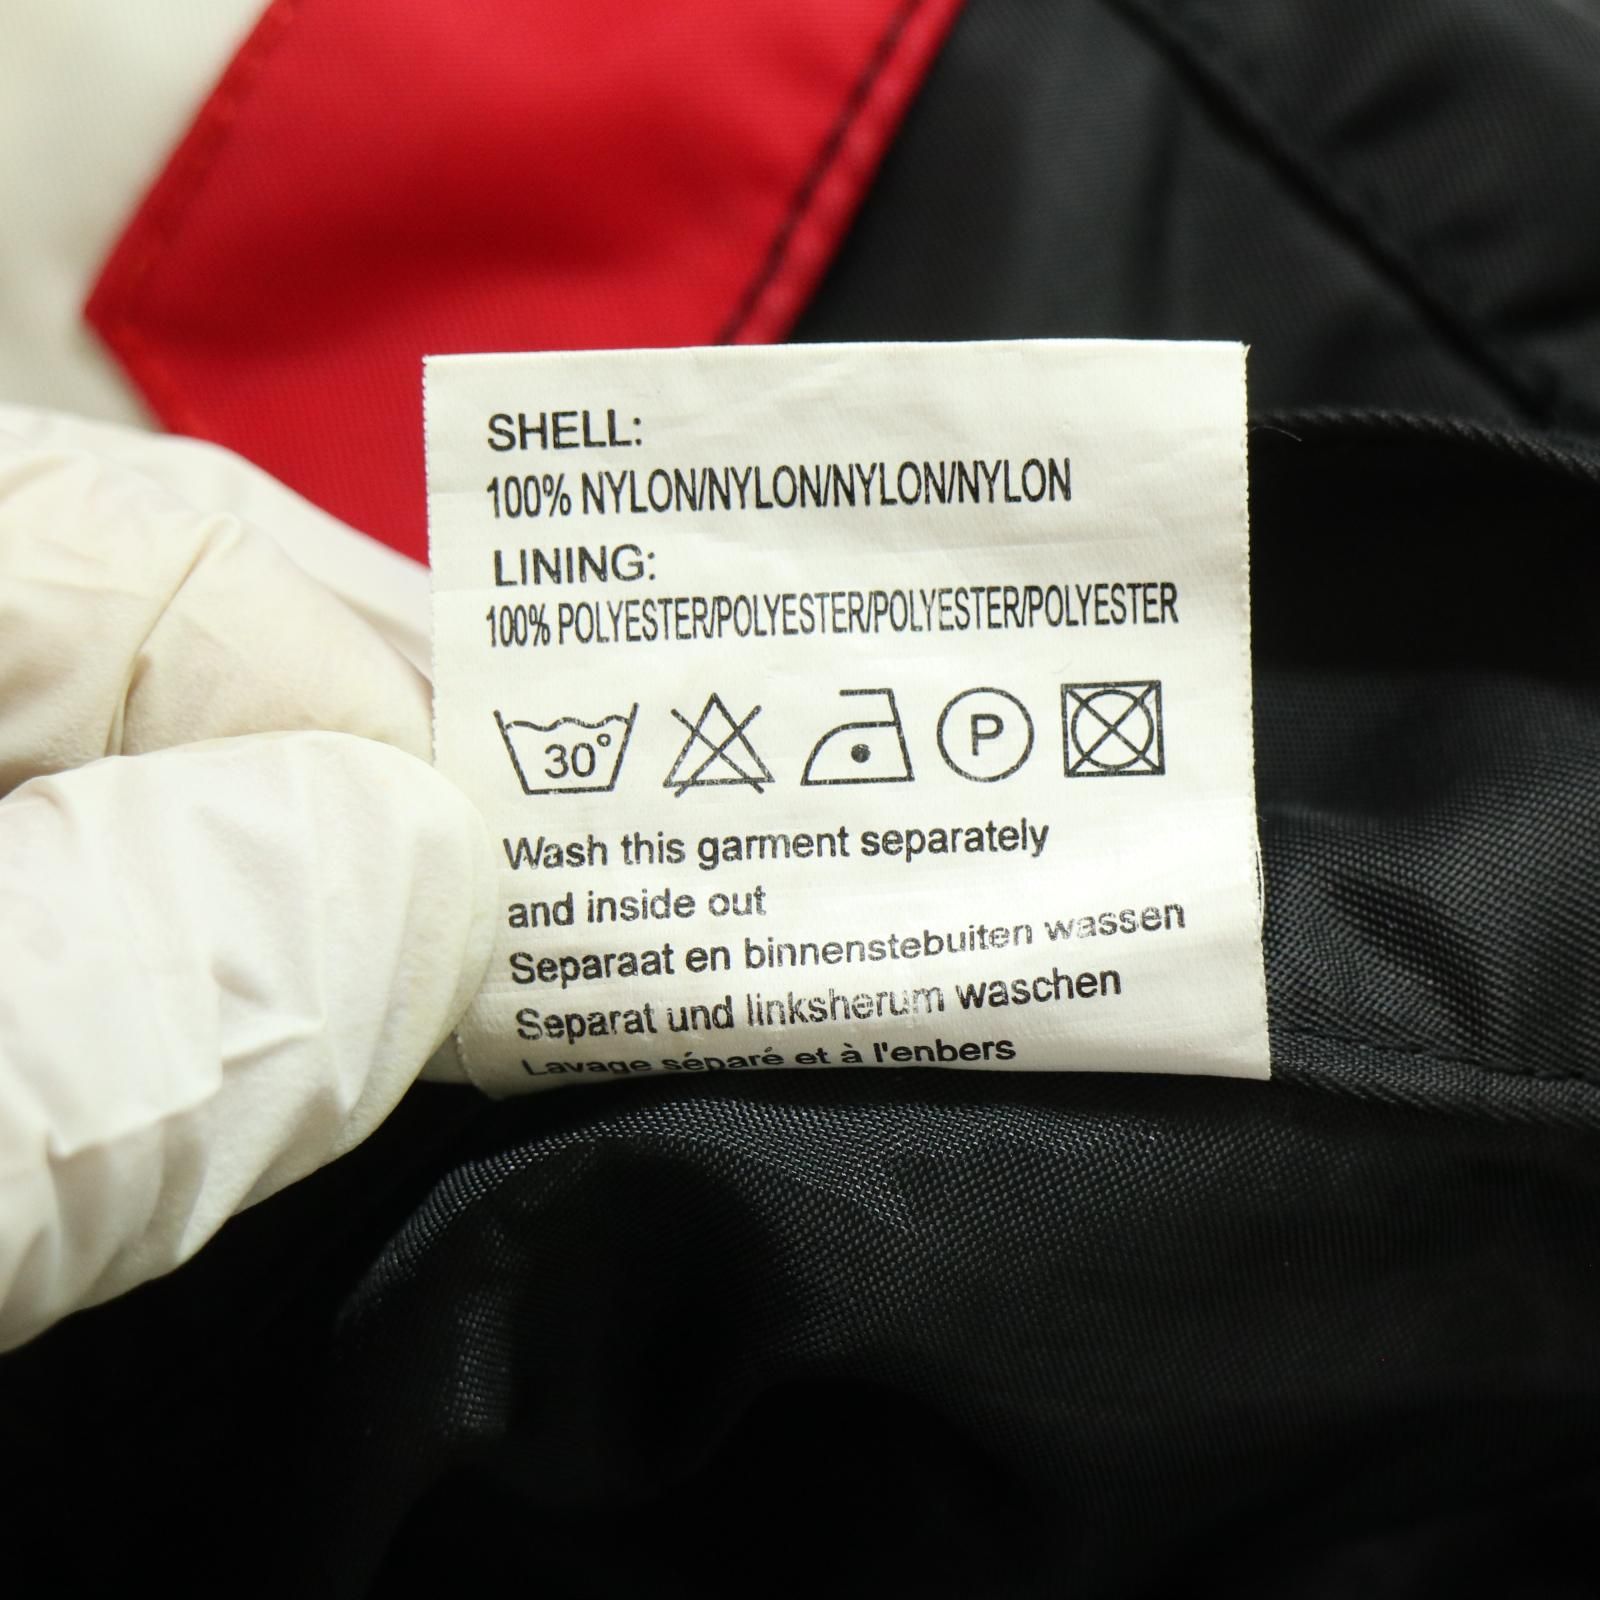 SHELL:
100% NYLON/NYLON/NYLON/NYLON
LINING:
100% POLYESTER/POLYESTER/POLYESTER/POLYESTER
30°
P
Wash this garment separately
and inside out
Separaat en binnenstebuiten wassen
Separat und linksherum waschen
Lavage séparé et à l'enbers